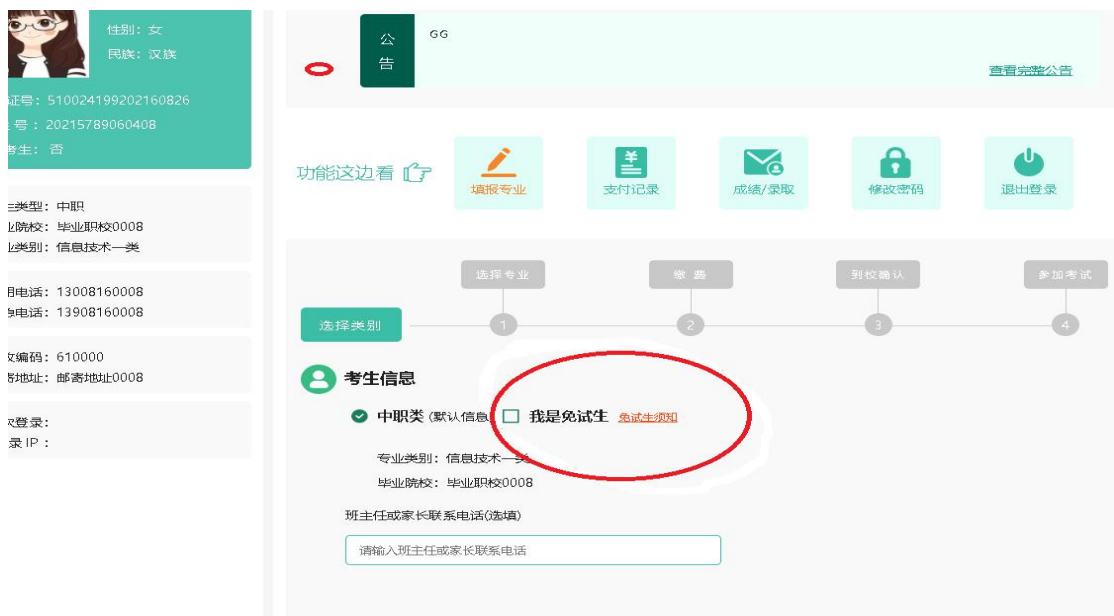 性别：女
民族：汉族
证号：510024199202160826
号：20215789060408
考生：否
类型：中职
业院校：毕业职校0008
业类别：信息技术一类
用电话：13008160008
电话：13908160008
编码：610000
寄地址：邮寄地址0008
登录：
录 IP：
公告
GG
查看完整公告
功能这边看
填报专业
支付记录
成绩/录取
修改密码
退出登录
选择专业
缴 费
到校确认
参加考试
选择类别
1
2
3
4
考生信息
中职类 (默认信息
我是免试生
免试生须知
专业类别：信息技术一类
毕业院校：毕业职校0008
班主任或家长联系电话(选填)
请输入班主任或家长联系电话